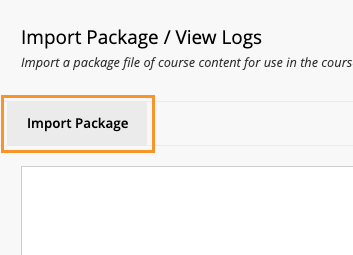 Import Package / View Logs
Import a package file of course content for use in the cours
Import Package